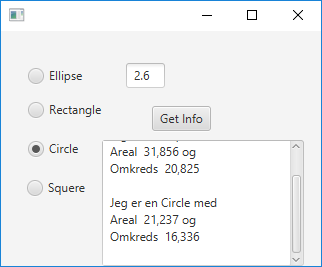 Ellipse
2.6
Rectangle
Get Info
Circle
Areal  31,856 og
Omkreds  20,825
Squere
Jeg er en Circle med
Areal  21,237 og
Omkreds  16,336